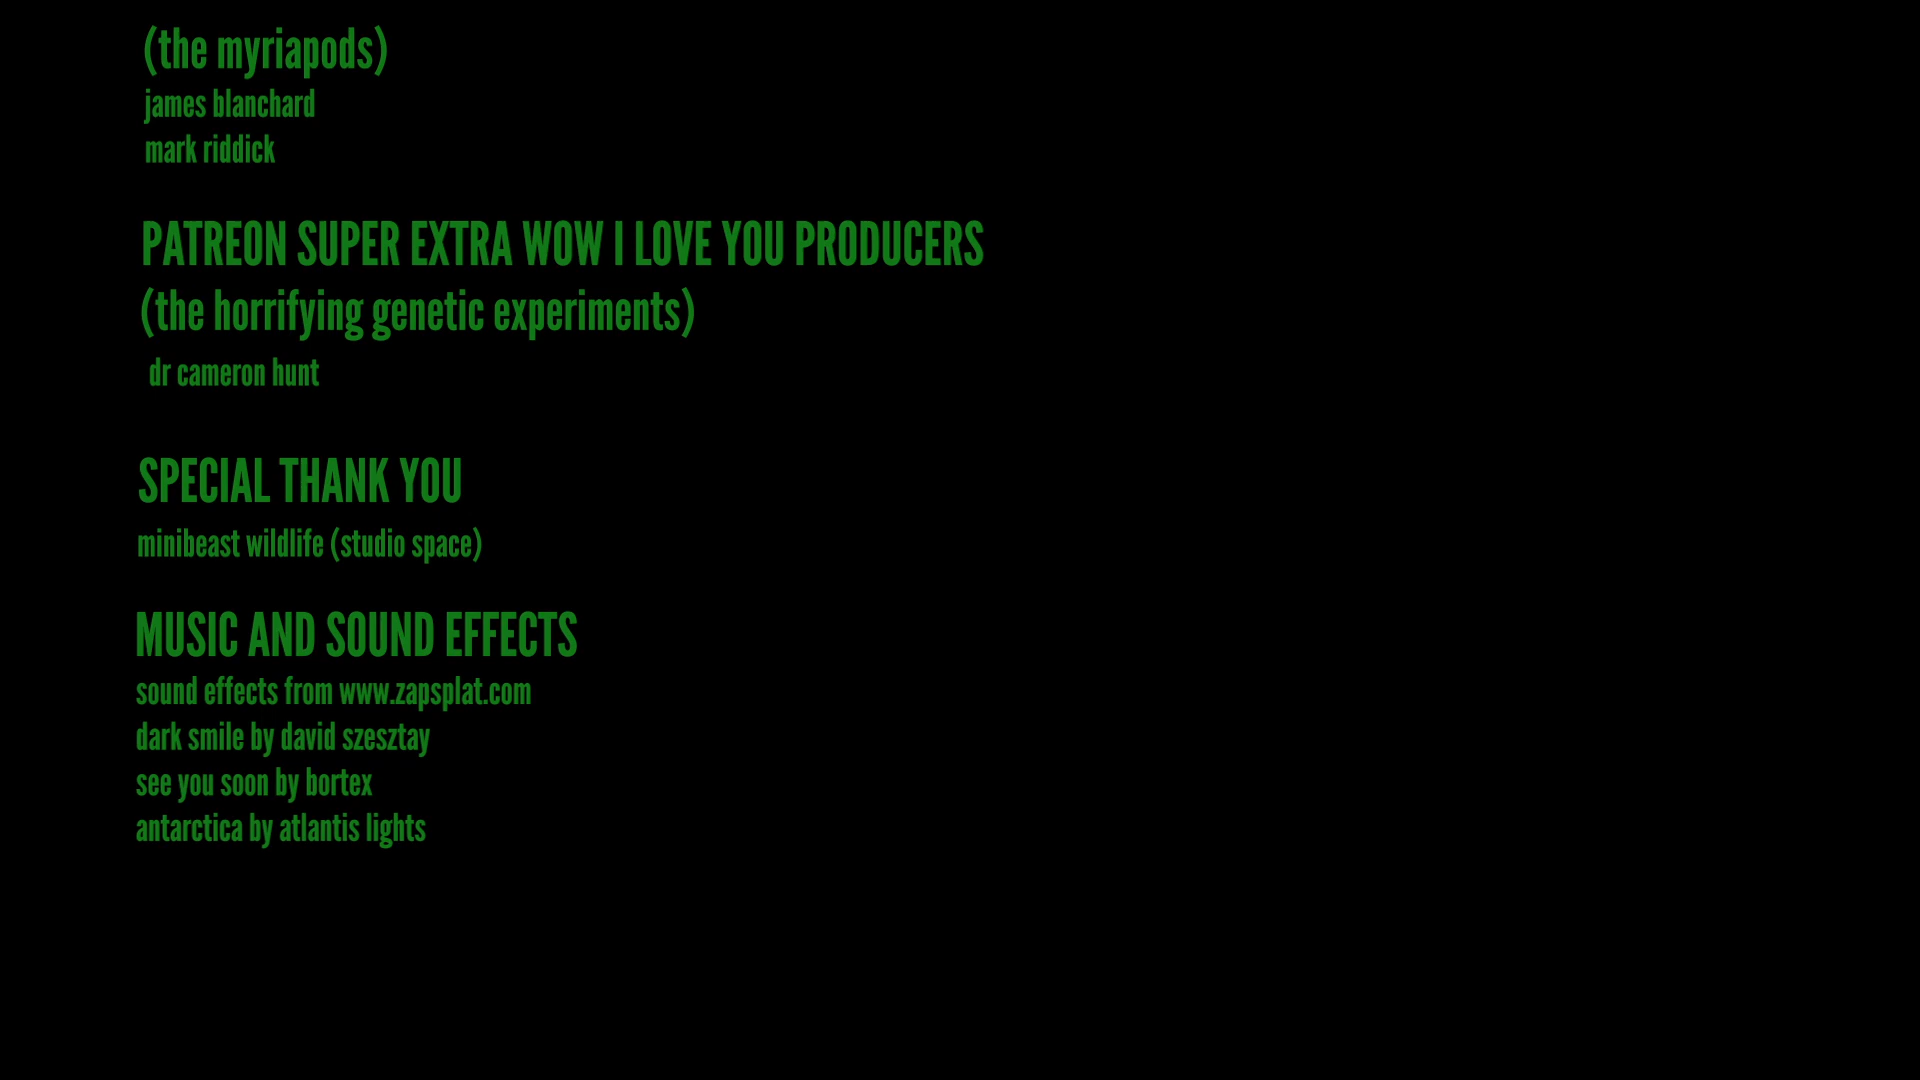 (the myriapods)
james blanchard
mark riddick
PATREON SUPER EXTRA WOW I LOVE YOU PRODUCERS
(the horrifying genetic experiments)
dr cameron hunt
SPECIAL THANK YOU
minibeast wildlife (studio space)
MUSIC AND SOUND EFFECTS
sound effects from www.zapsplat.com
dark smile by david szesztay
see you soon by bortex
antarctica by atlantis lights